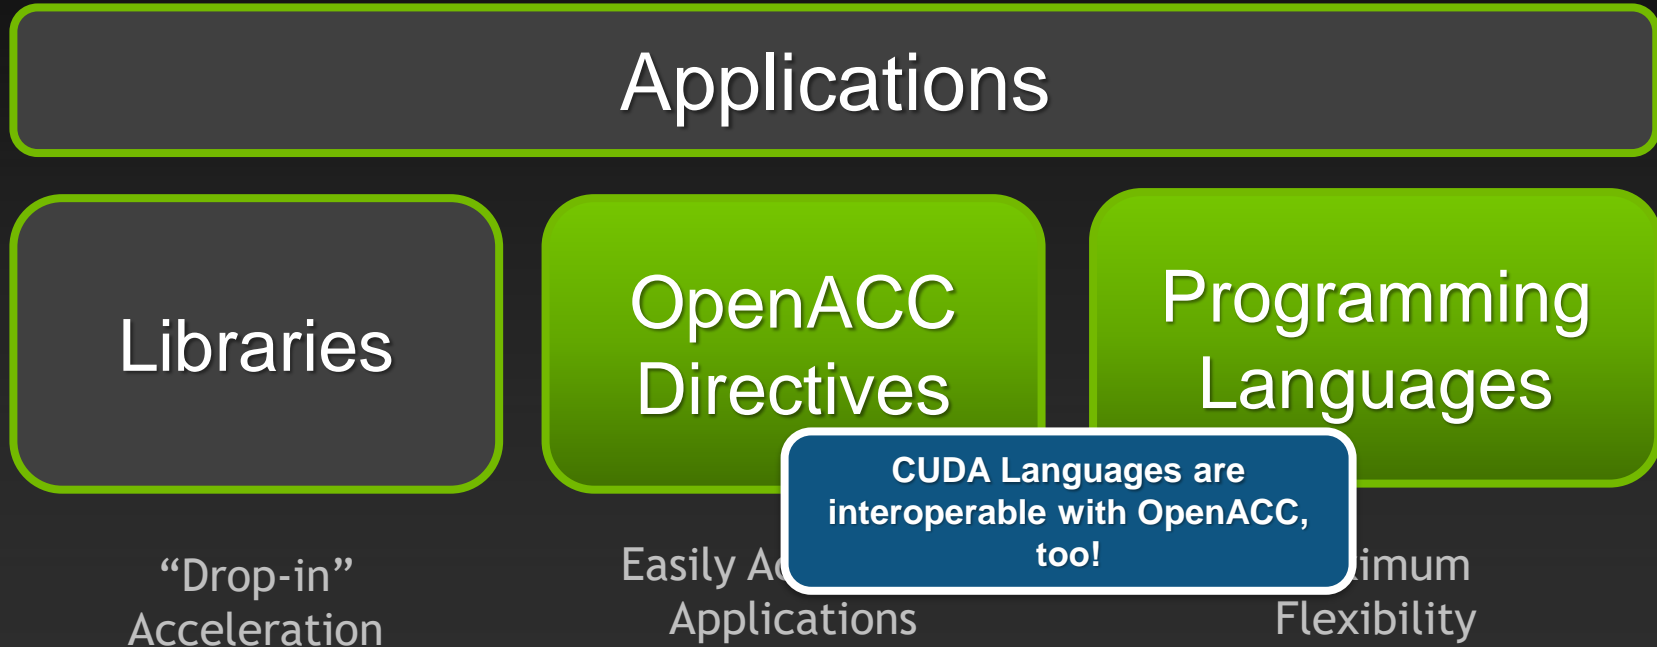 Applications
Libraries
OpenACC
Directives
Programming
Languages
CUDA Languages are
interoperable with OpenACC,
too!
“Drop-in”
Acceleration
Easily
Applications
Flexibility